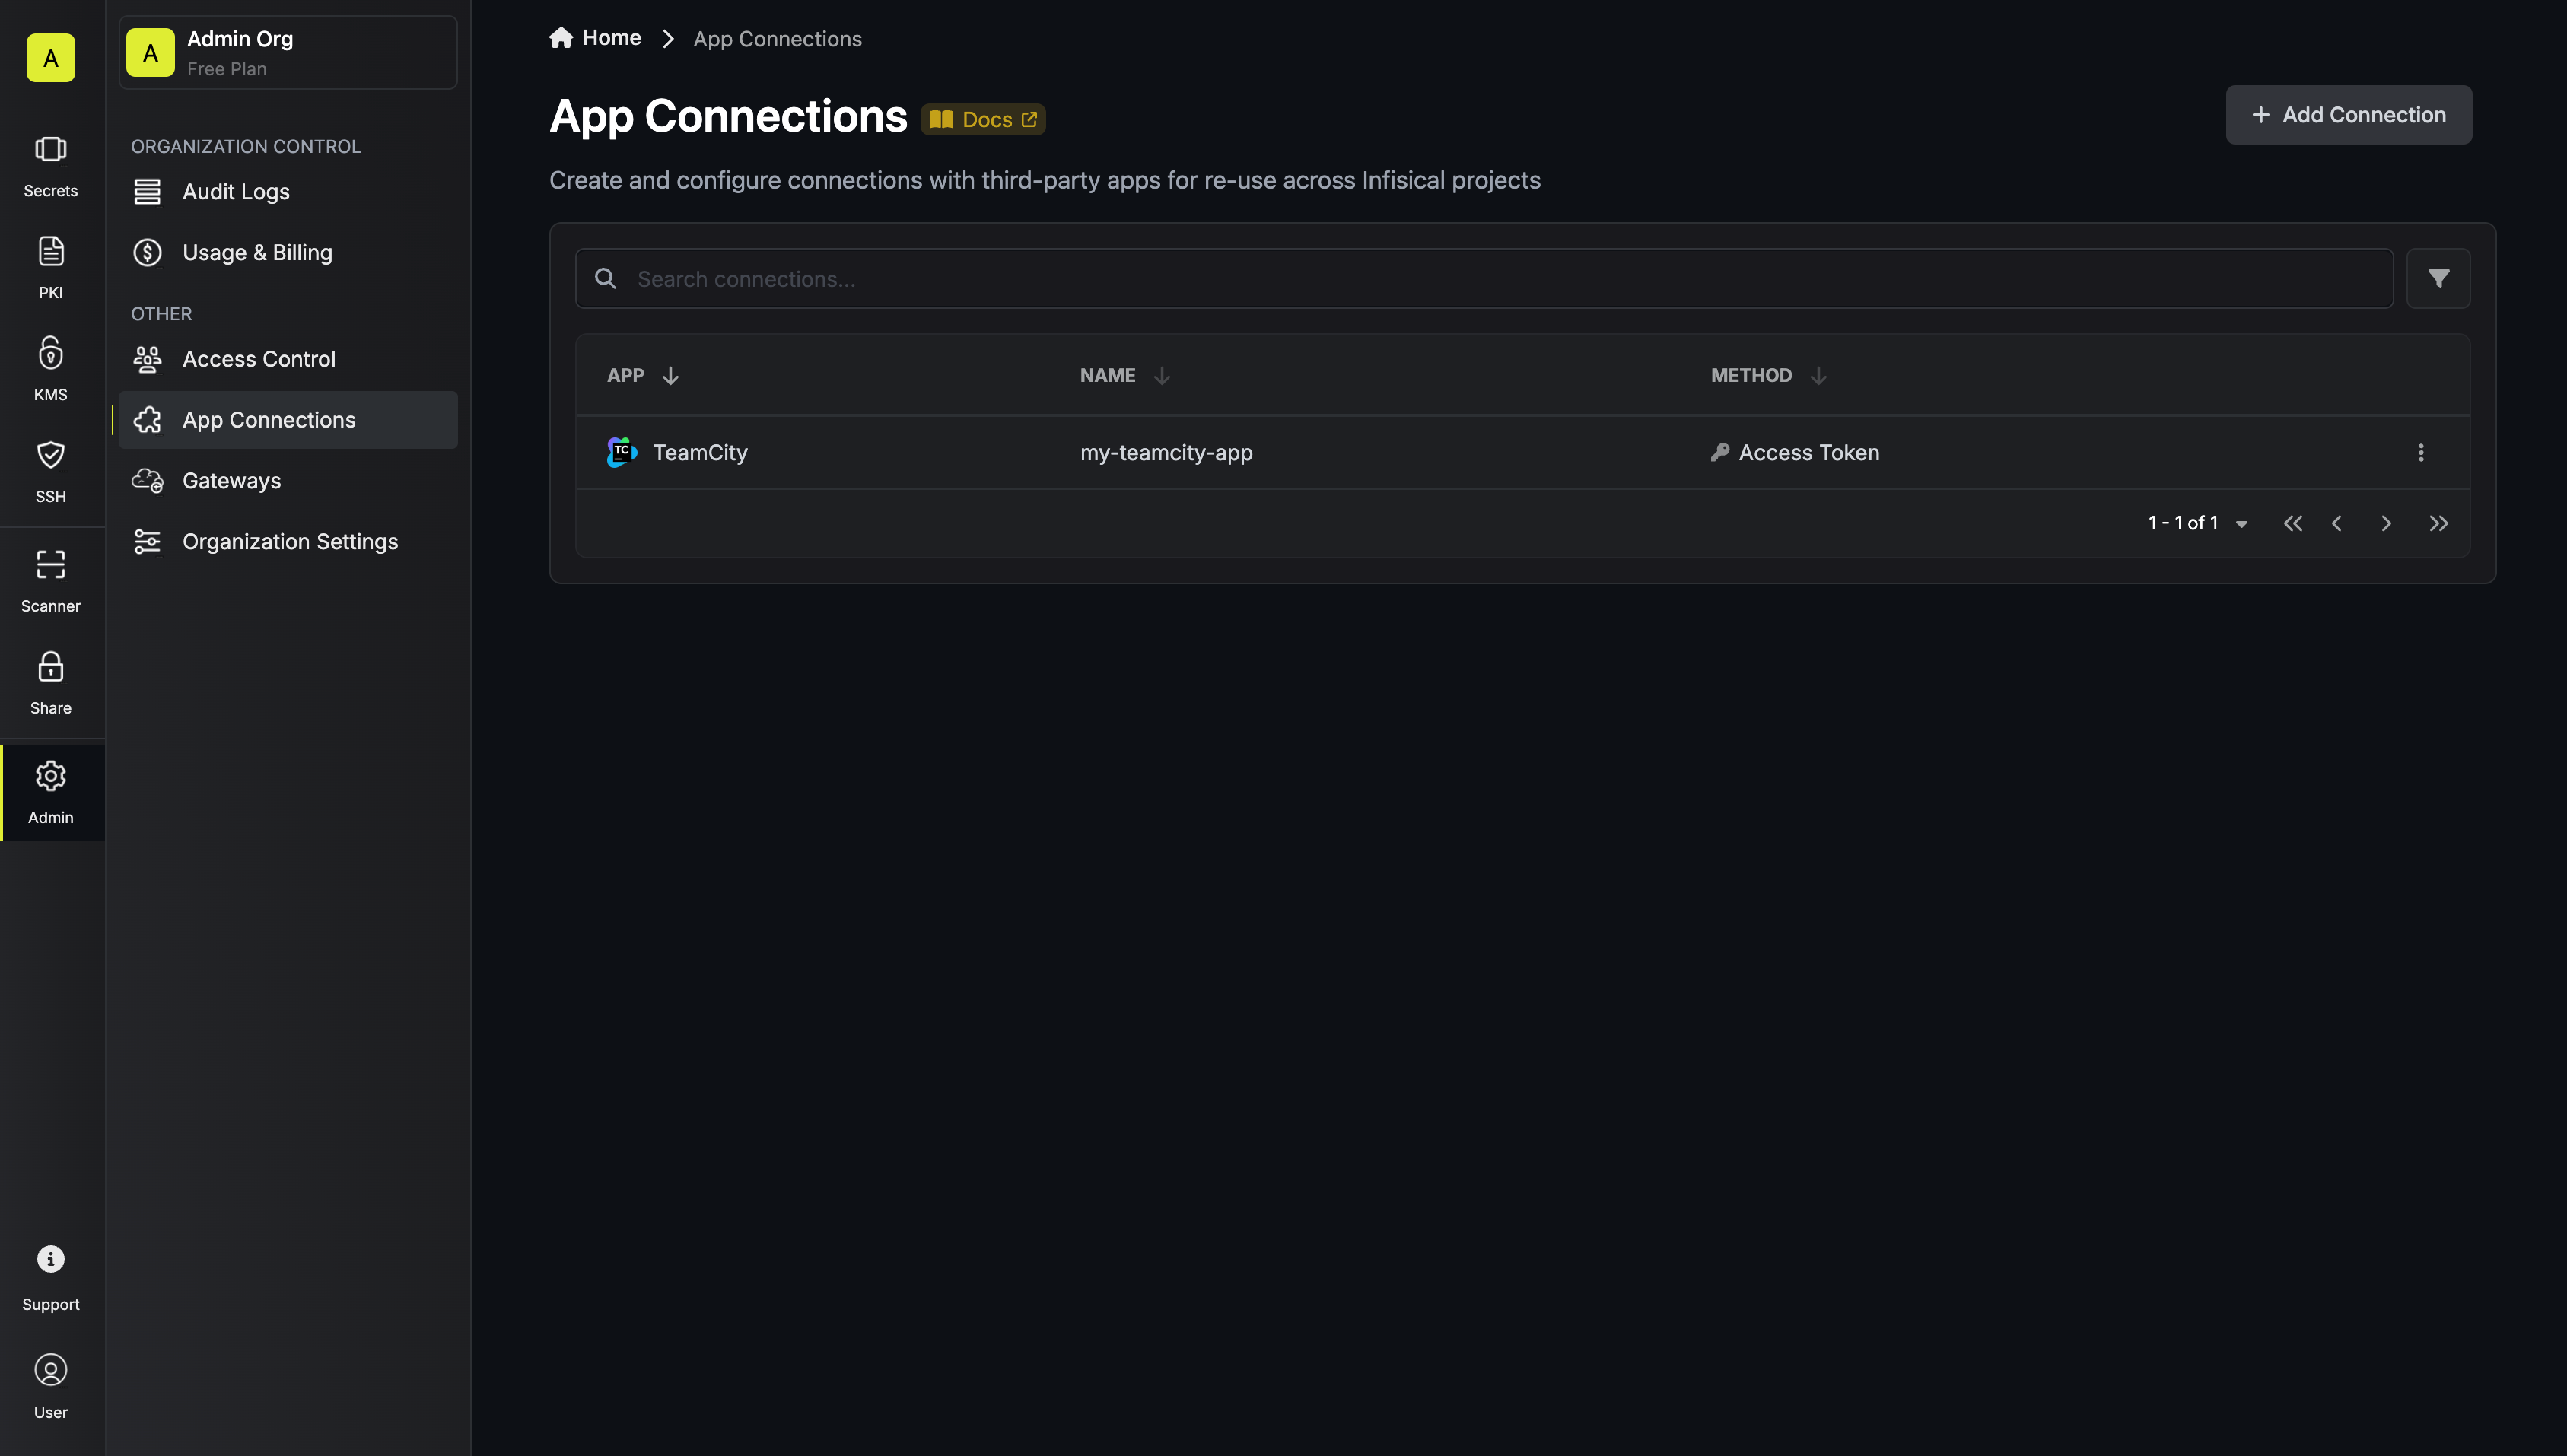 A
Secrets
PKI
KMS
SSH
Scanner
Share
Admin
Support
User
A
Admin Org
Free Plan
ORGANIZATION CONTROL
Audit Logs
Usage & Billing
OTHER
Access Control
App Connections
Gateways
Organization Settings
Home
App Connections
App Connections
Docs
Add Connection
Create and configure connections with third-party apps for re-use across Infisical projects
Search connections...
APP NAME METHOD
TC TeamCity my-teamcity-app Access Token
1 - 1 of 1